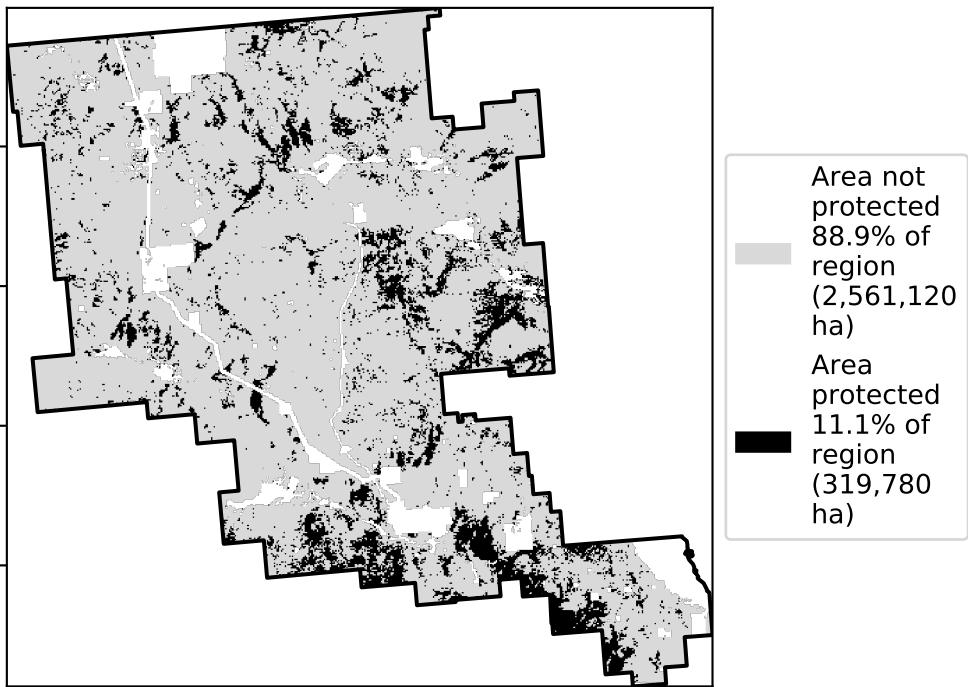 Area not
protected
88.9% of
region
(2,561,120
ha)
Area
protected
11.1% of
region
(319,780
ha)